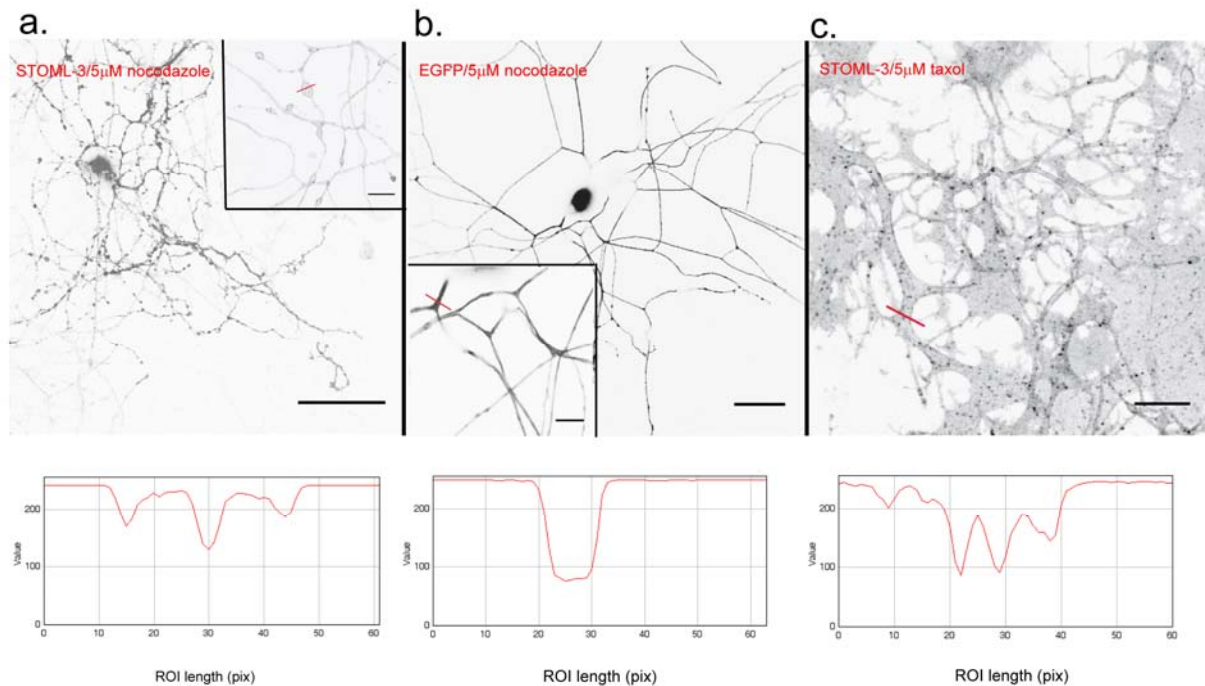 a.
b.
c.
STOML-3/5μM nocodazole
EGFP/5μM nocodazole
STOML-3/5μM taxol
200
100
0
Value
0 10 20 30 40 50 60
ROI length (pix)
200
100
0
Value
0 10 20 30 40 50 60
ROI length (pix)
200
100
0
Value
0 10 20 30 40 50 60
ROI length (pix)